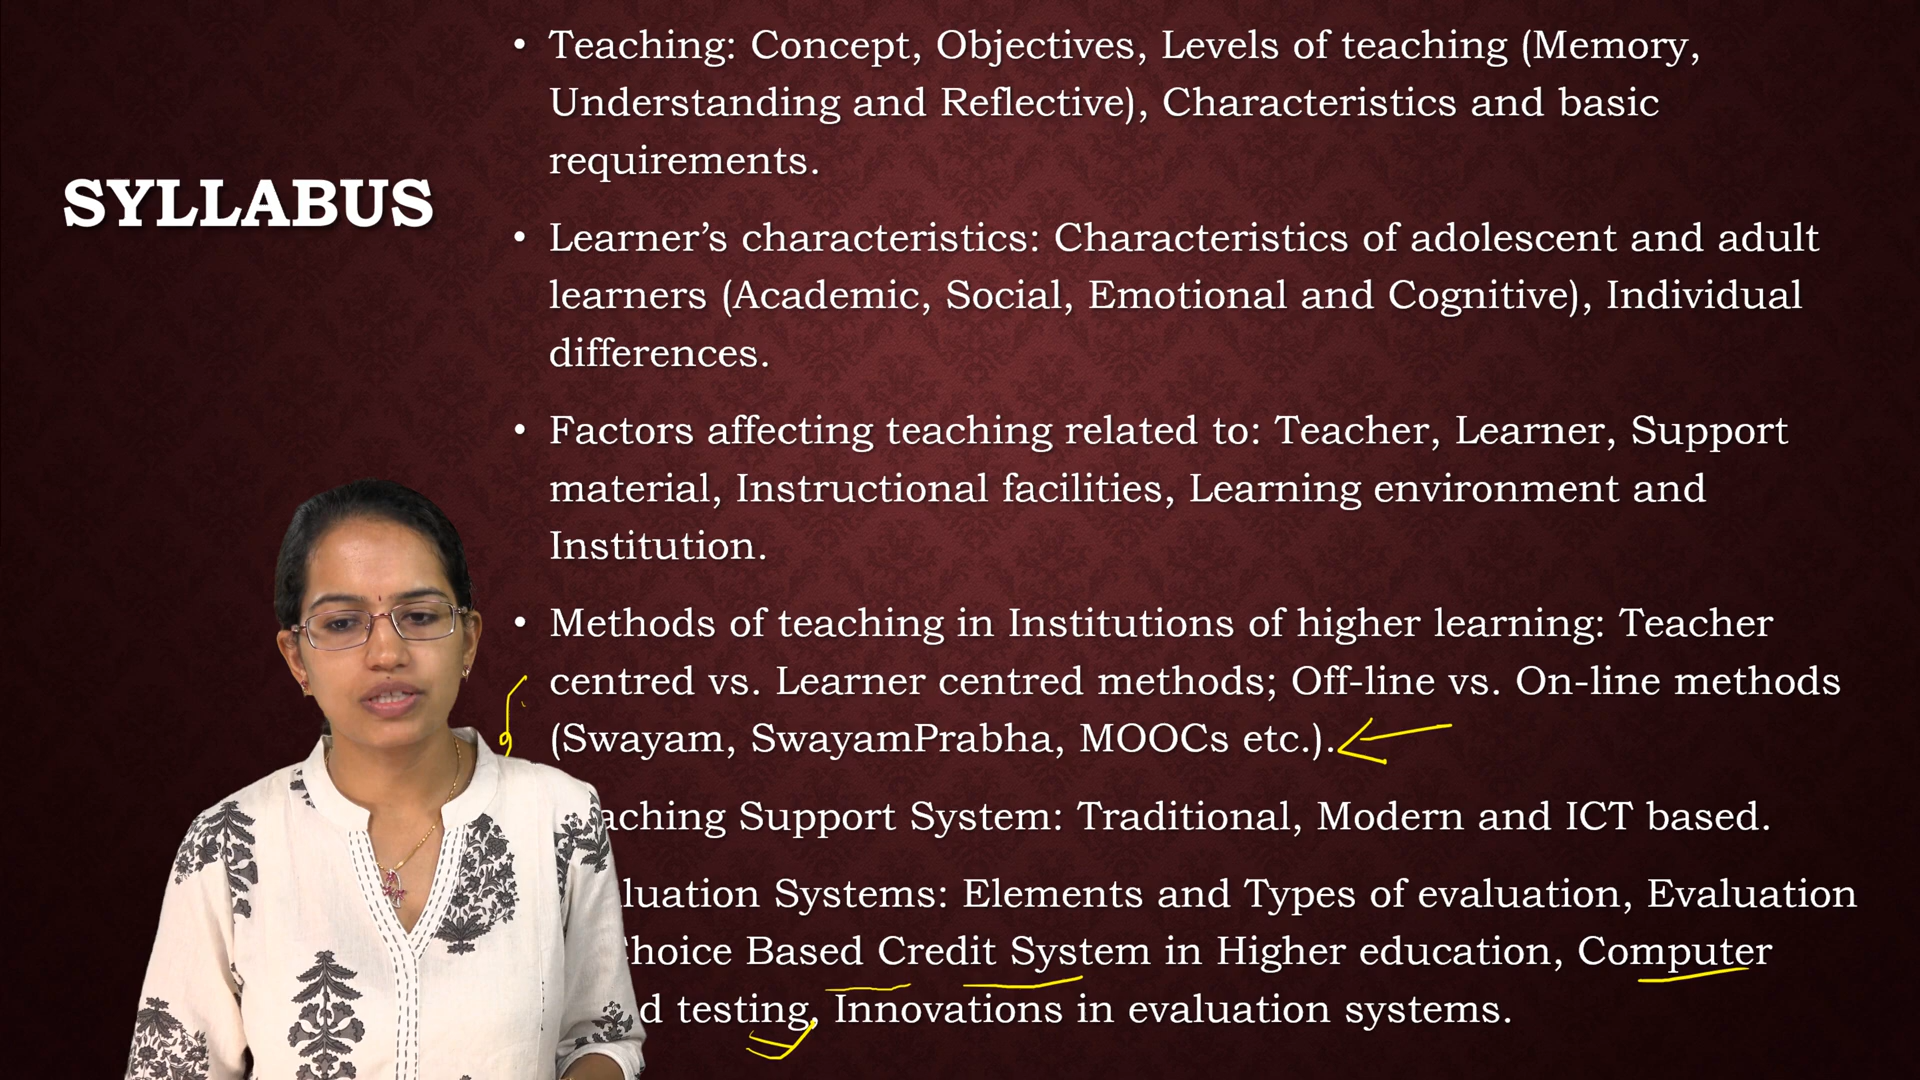 SYLLABUS
• Teaching: Concept, Objectives, Levels of teaching (Memory,
Understanding and Reflective), Characteristics and basic
requirements.
• Learner’s characteristics: Characteristics of adolescent and adult
learners (Academic, Social, Emotional and Cognitive), Individual
differences.
• Factors affecting teaching related to: Teacher, Learner, Support
material, Instructional facilities, Learning environment and
Institution.
• Methods of teaching in Institutions of higher learning: Teacher
centred vs. Learner centred methods; Off-line vs. On-line methods
(Swayam, SwayamPrabha, MOOCs etc.).
Support System: Traditional, Modern and ICT based.
Systems: Elements and Types of evaluation, Evaluation
Based Credit System in Higher education, Computer
testing, Innovations in evaluation systems.